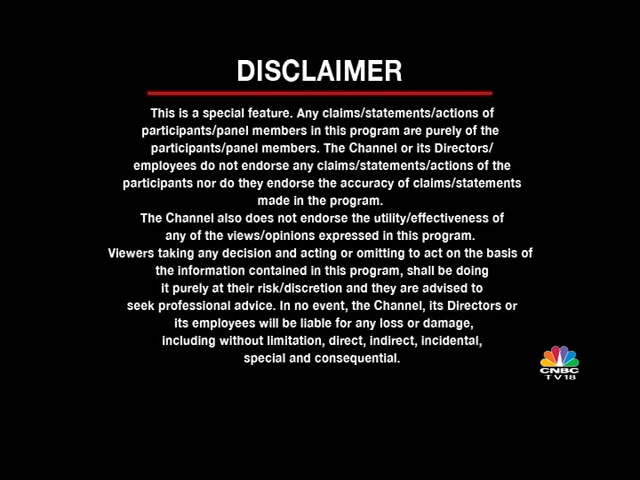 DISCLAIMER
This is a special feature. Any claims/statements/actions of
participants/panel members in this program are purely of the
participants/panel members. The Channel or its Directors/
employees do not endorse any claims/statements/actions of the
participants nor do they endorse the accuracy of claims/statements
made in the program.
The Channel also does not endorse the utility/effectiveness of
any of the views/opinions expressed in this program.
Viewers taking any decision and acting or omitting to act on the basis of
the information contained in this program, shall be doing
it purely at their risk/discretion and they are advised to
seek professional advice. In no event, the Channel, its Directors or
its employees will be liable for any loss or damage,
including without limitation, direct, indirect, incidental,
special and consequential.
CNBC
TV18